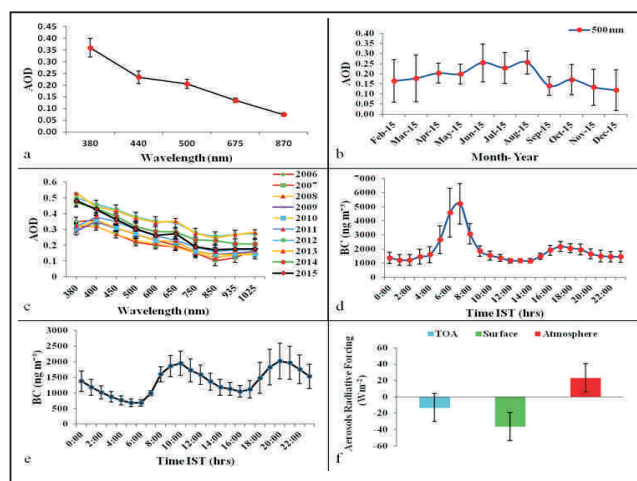 0.45
0.40
0.35
0.30
0.25
0.20
0.15
0.10
0.05
0.00
AOD
380 440 500 675 870
Wavelength (nm)
a
500 nm
0.40
0.35
0.30
0.25
0.20
0.15
0.10
0.05
0.00
AOD
Feb-15 Mar-15 Apr-15 May-15 Jun-15 Jul-15 Aug-15 Sep-15 Oct-15 Nov-15 Dec-15
Month- Year
b
0.6
0.5
0.4
0.3
0.2
0.1
0
AOD
380 400 450 500 600 650 750 850 935 1025
Wavelength (nm)
c
2006
2007
2008
2009
2010
2011
2012
2013
2014
2015
7000
6000
5000
4000
3000
2000
1000
0
BC (ng m⁻³)
0:00 2:00 4:00 6:00 8:00 10:00 12:00 14:00 16:00 18:00 20:00 22:00
Time IST (hrs)
d
3000
2500
2000
1500
1000
500
0
BC (ng m⁻³)
0:00 2:00 4:00 6:00 8:00 10:00 12:00 14:00 16:00 18:00 20:00 22:00
Time IST (hrs)
e
TOA Surface Atmosphere
60
40
20
0
-20
-40
-60
-80
Aerosols Radiative Forcing
(Wm⁻²)
f